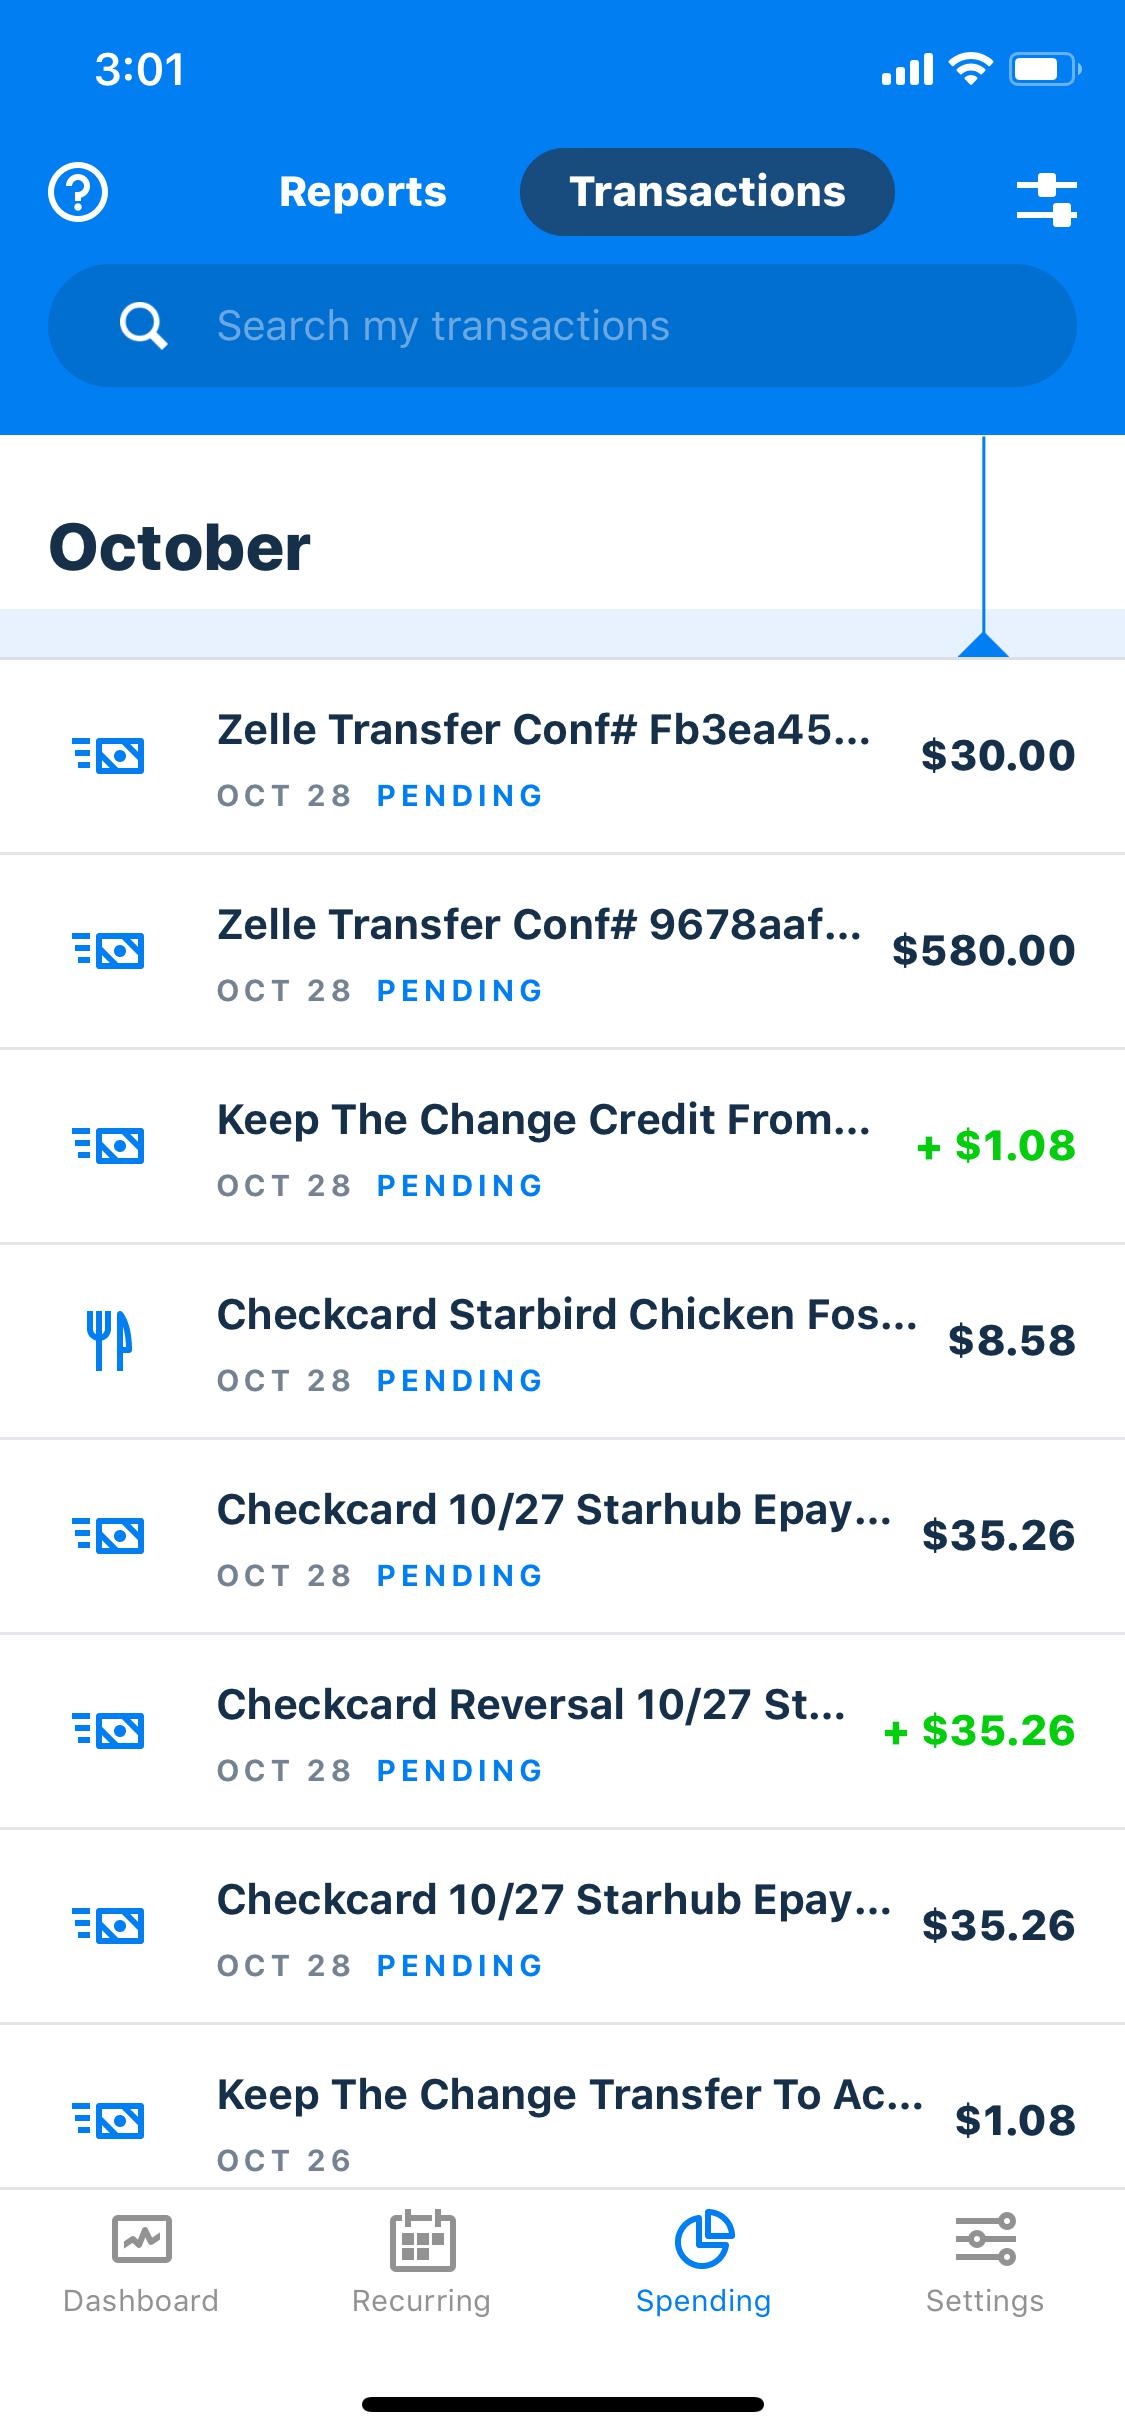 3:01
Reports Transactions
Search my transactions
October
Zelle Transfer Conf# Fb3ea45... $30.00
OCT 28 PENDING
Zelle Transfer Conf# 9678aaf... $580.00
OCT 28 PENDING
Keep The Change Credit From... + $1.08
OCT 28 PENDING
Checkcard Starbird Chicken Fos... $8.58
OCT 28 PENDING
Checkcard 10/27 Starhub Epay... $35.26
OCT 28 PENDING
Checkcard Reversal 10/27 St... + $35.26
OCT 28 PENDING
Checkcard 10/27 Starhub Epay... $35.26
OCT 28 PENDING
Keep The Change Transfer To Ac... $1.08
OCT 26
Dashboard Recurring Spending Settings